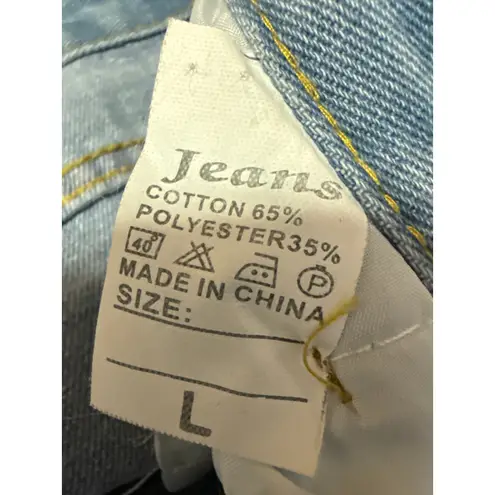 Jeans
COTTON 65%
POLYESTER35%
40° P
MADE IN CHINA
SIZE:
L